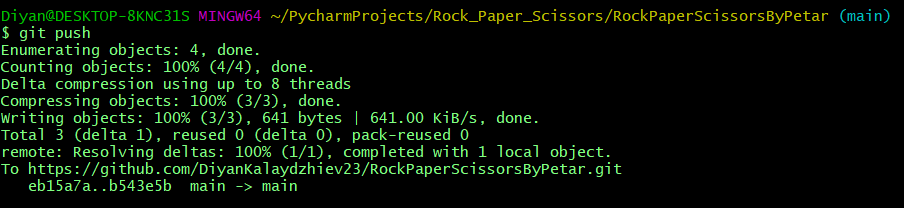 Diyan@DESKTOP-8KNC31S MINGW64 ~/PycharmProjects/Rock_Paper_Scissors/RockPaperScissorsByPetar (main)
$ git push
Enumerating objects: 4, done.
Counting objects: 100% (4/4), done.
Delta compression using up to 8 threads
Compressing objects: 100% (3/3), done.
Writing objects: 100% (3/3), 641 bytes | 641.00 KiB/s, done.
Total 3 (delta 1), reused 0 (delta 0), pack-reused 0
remote: Resolving deltas: 100% (1/1), completed with 1 local object.
To https://github.com/DiyanKalaydzhiev23/RockPaperScissorsByPetar.git
   eb15a7a..b543e5b  main -> main